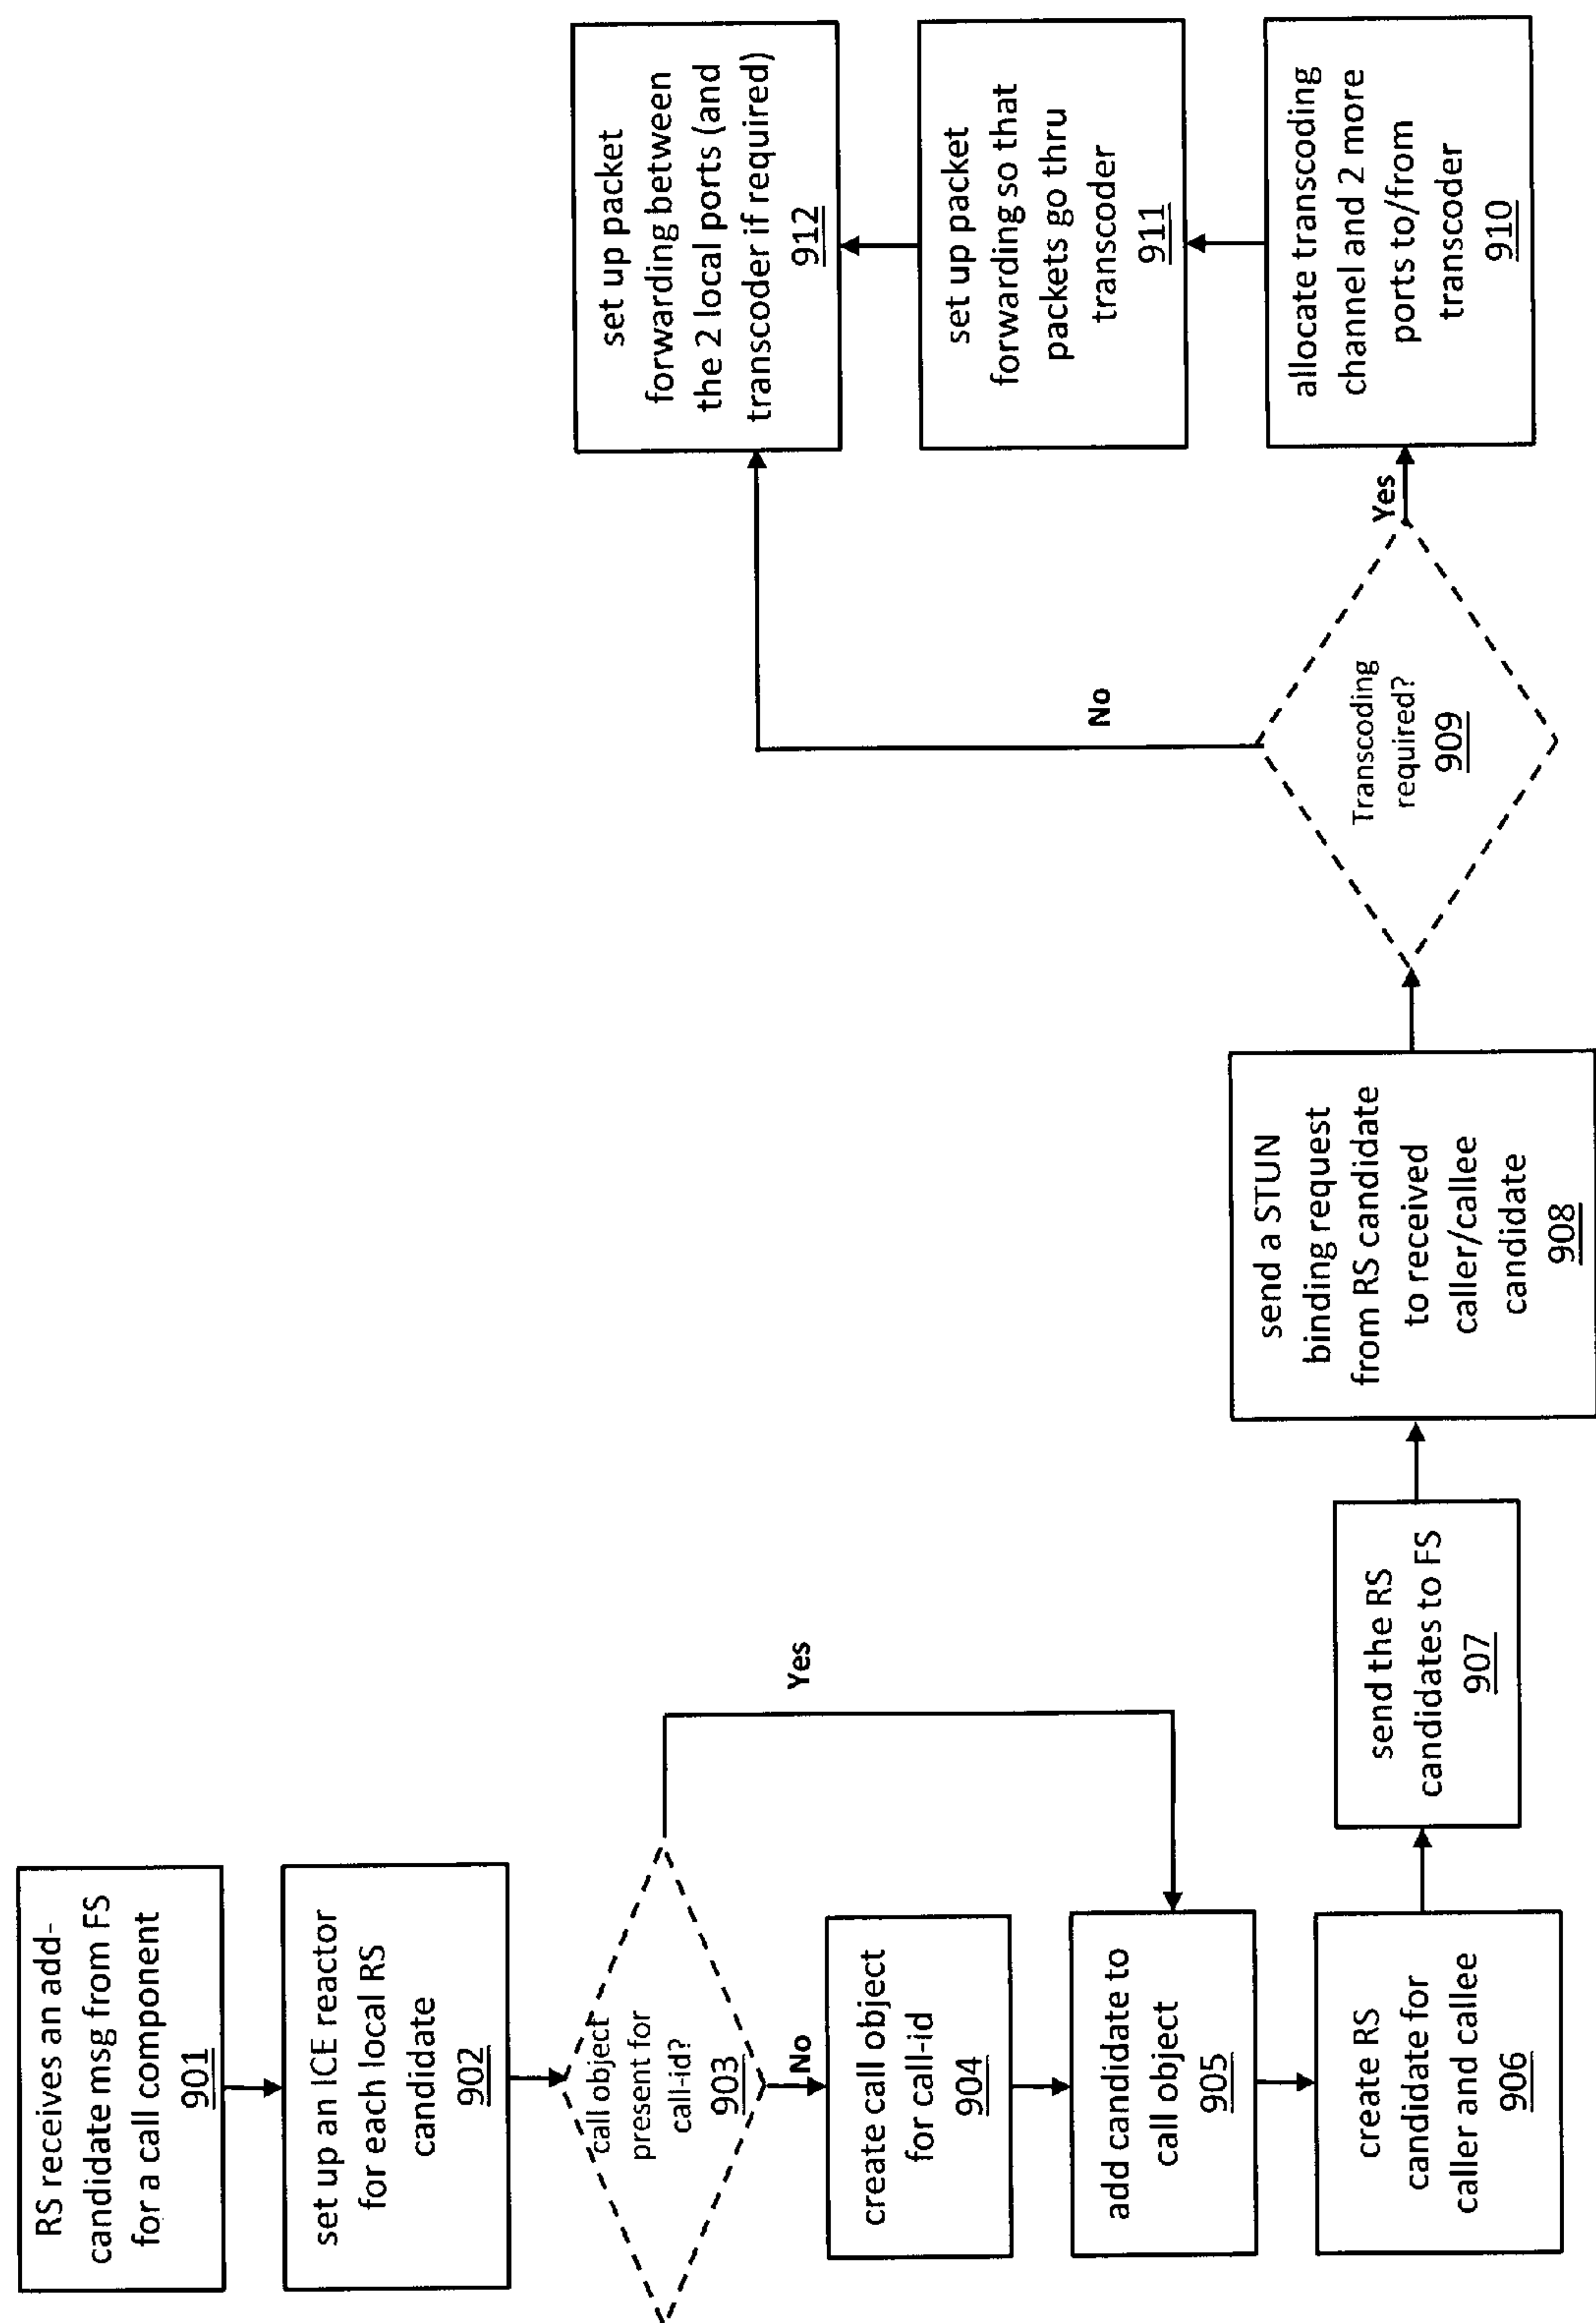 RS receives an add-
candidate msg from FS
for a call component
901
set up an ICE reactor
for each local RS
candidate
902
call object
present for
call-id?
903
No
Yes
create call object
for call-id
904
add candidate to
call object
905
create RS
candidate for
caller and callee
906
send the RS
candidates to FS
907
send a STUN
binding request
from RS candidate
to received
caller/callee
candidate
908
Transcoding
required?
909
No
Yes
allocate transcoding
channel and 2 more
ports to/from
transcoder
910
set up packet
forwarding so that
packets go thru
transcoder
911
set up packet
forwarding between
the 2 local ports (and
transcoder if required)
912